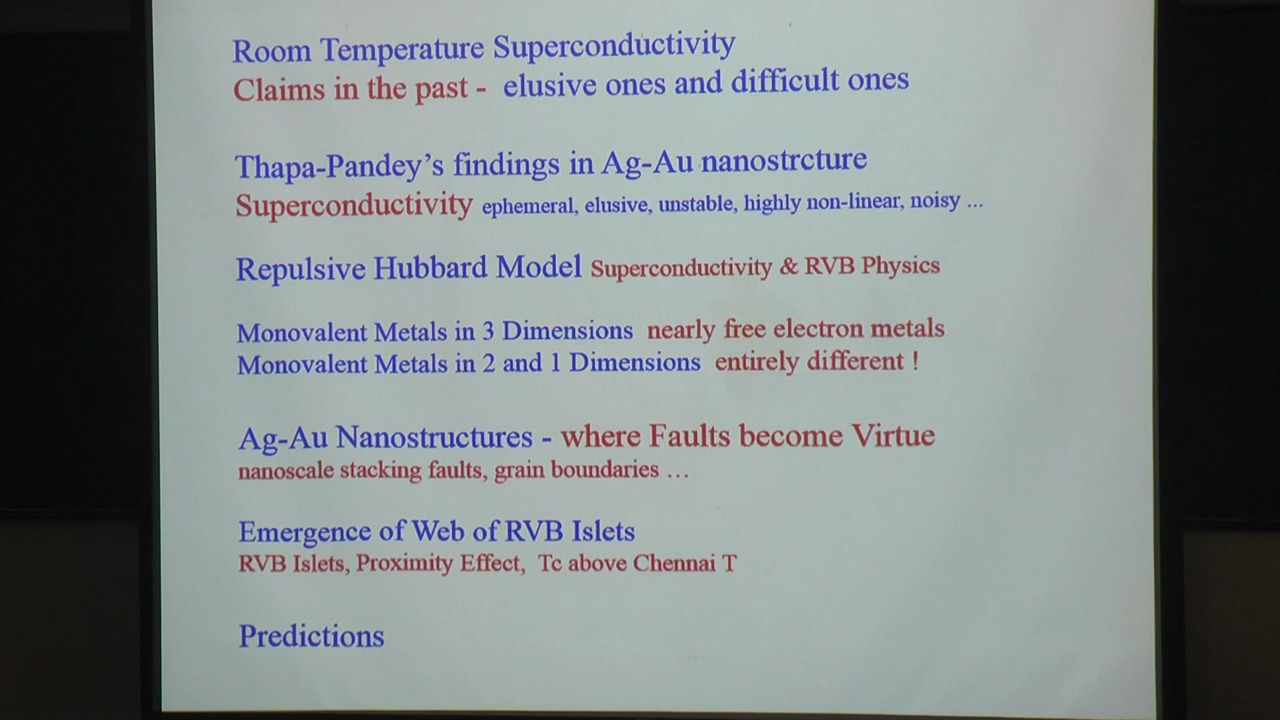 Room Temperature Superconductivity
Claims in the past - elusive ones and difficult ones
Thapa-Pandey’s findings in Ag-Au nanostrcture
Superconductivity ephemeral, elusive, unstable, highly non-linear, noisy ...
Repulsive Hubbard Model Superconductivity & RVB Physics
Monovalent Metals in 3 Dimensions nearly free electron metals
Monovalent Metals in 2 and 1 Dimensions entirely different !
Ag-Au Nanostructures - where Faults become Virtue
nanoscale stacking faults, grain boundaries …
Emergence of Web of RVB Islets
RVB Islets, Proximity Effect, Tc above Chennai T
Predictions